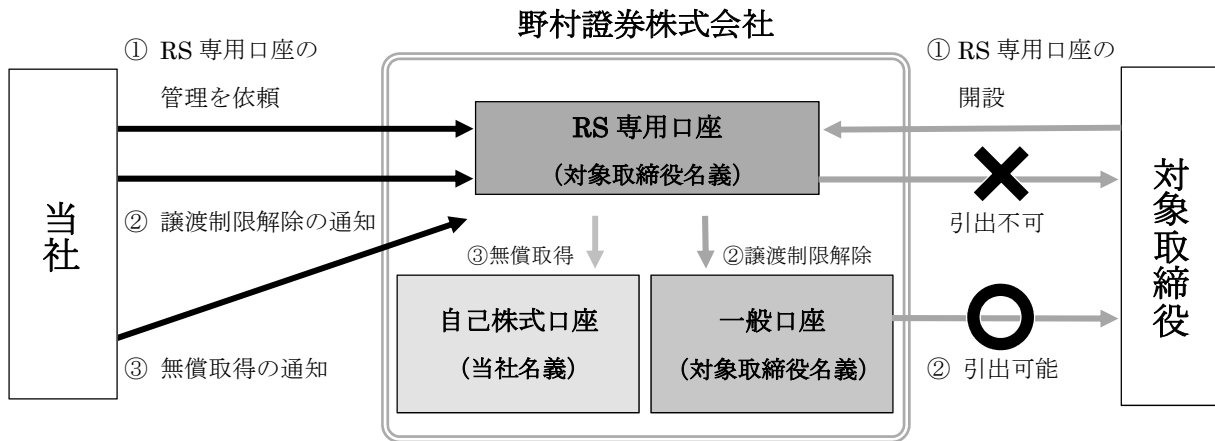 野村證券株式会社
① RS 専用口座の
管理を依頼
① RS 専用口座の
開設
RS 専用口座
(対象取締役名義)
当社
対象取締役
② 譲渡制限解除の通知
引出不可
③無償取得
②譲渡制限解除
自己株式口座
(当社名義)
一般口座
(対象取締役名義)
③ 無償取得の通知
② 引出可能